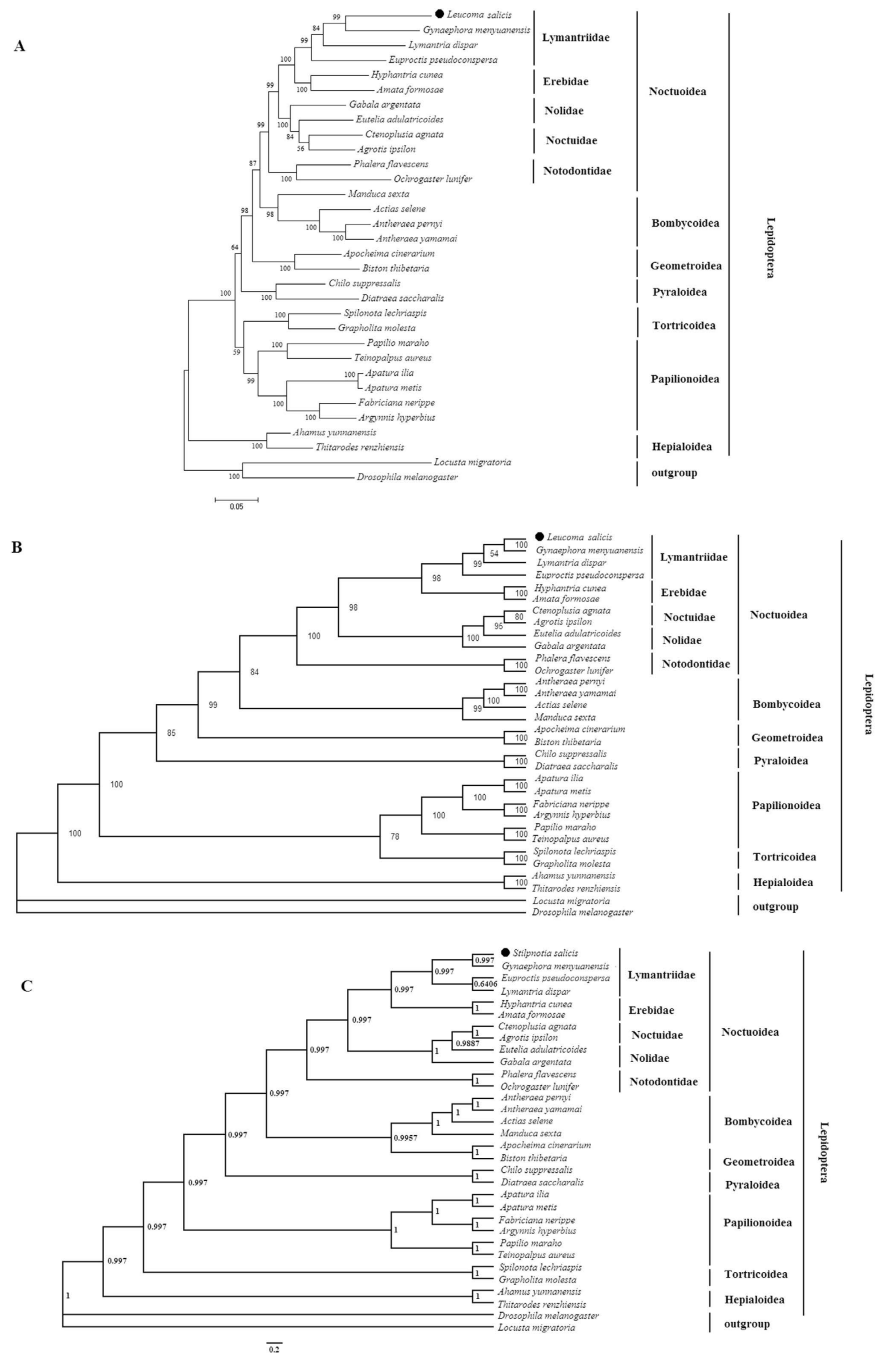 A
99 Leucoma salicis
84 Gynaephora menyuanensis
99 Lymantria dispar
Lymantriidae
100 Euproctis pseudoconspersa
Hyphantria cunea
Erebidae
99 100 Amata formosae
Noctuoidea
Gabala argentata
Nolidae
99 100 Eutelia adulatricoides
84 Ctenoplusia agnata
Noctuidae
56 Agrotis ipsilon
87 Phalera flavescens
Notodontidae
100 Ochrogaster lunifer
Manduca sexta
98 98 Actias selene
100 Antheraea pernyi
Bombycoidea
100 Antheraea yamamai
64 Apocheima cinerarium
Geometroidea
100 Biston thibetaria
Chilo suppressalis
Pyraloidea
100 100 Diatraea saccharalis
Spilonota lechriaspis
Tortricoidea
100 Grapholita molesta
100 Papilio maraho
59 Teinopalpus aureus
99 100 Apatura ilia
Papilionoidea
Apatura metis
100 Fabriciana nerippe
100 Argynnis hyperbius
Ahamus yunnanensis
Hepialoidea
100 Thitarodes renzhiensis
Locusta migratoria
outgroup
100 Drosophila melanogaster
Lepidoptera
0.05
B
100 Leucoma salicis
54 Gynaephora menyuanensis
Lymantriidae
99 Lymantria dispar
98 Euproctis pseudoconspersa
100 Hyphantria cunea
Erebidae
Amata formosae
98 80 Ctenoplusia agnata
Noctuidae
Noctuoidea
95 Agrotis ipsilon
100 100 Eutelia adulatricoides
Nolidae
Gabala argentata
84 100 Phalera flavescens
Notodontidae
Ochrogaster lunifer
100 Antheraea pernyi
99 100 Antheraea yamamai
Bombycoidea
99 Actias selene
Manduca sexta
85 100 Apocheima cinerarium
Geometroidea
Biston thibetaria
100 100 Chilo suppressalis
Pyraloidea
Diatraea saccharalis
100 Apatura ilia
100 Apatura metis
Papilionoidea
100 100 Fabriciana nerippe
Argynnis hyperbius
100 78 100 Papilio maraho
Teinopalpus aureus
100 Spilonota lechriaspis
Tortricoidea
Grapholita molesta
100 Ahamus yunnanensis
Hepialoidea
Thitarodes renzhiensis
Locusta migratoria
outgroup
Drosophila melanogaster
Lepidoptera
C
0.997 Stilpnotia salicis
0.997 Gynaephora menyuanensis
Lymantriidae
0.997 0.6406 Euproctis pseudoconspersa
Lymantria dispar
0.997 1 Hyphantria cunea
Erebidae
Amata formosae
1 Ctenoplusia agnata
Noctuidae
Noctuoidea
0.997 0.9887 Agrotis ipsilon
1 Eutelia adulatricoides
Nolidae
Gabala argentata
1 Phalera flavescens
Notodontidae
0.997 Ochrogaster lunifer
1 Antheraea pernyi
1 Antheraea yamamai
Bombycoidea
1 Actias selene
0.997 0.9957 Manduca sexta
1 Apocheima cinerarium
Geometroidea
Biston thibetaria
0.997 1 Chilo suppressalis
Pyraloidea
Diatraea saccharalis
1 Apatura ilia
1 Apatura metis
Papilionoidea
0.997 1 1 Fabriciana nerippe
Argynnis hyperbius
0.997 1 Papilio maraho
Teinopalpus aureus
Spilonota lechriaspis
Tortricoidea
1 Grapholita molesta
1 1 Ahamus yunnanensis
Hepialoidea
Thitarodes renzhiensis
Drosophila melanogaster
outgroup
Locusta migratoria
Lepidoptera
0.2